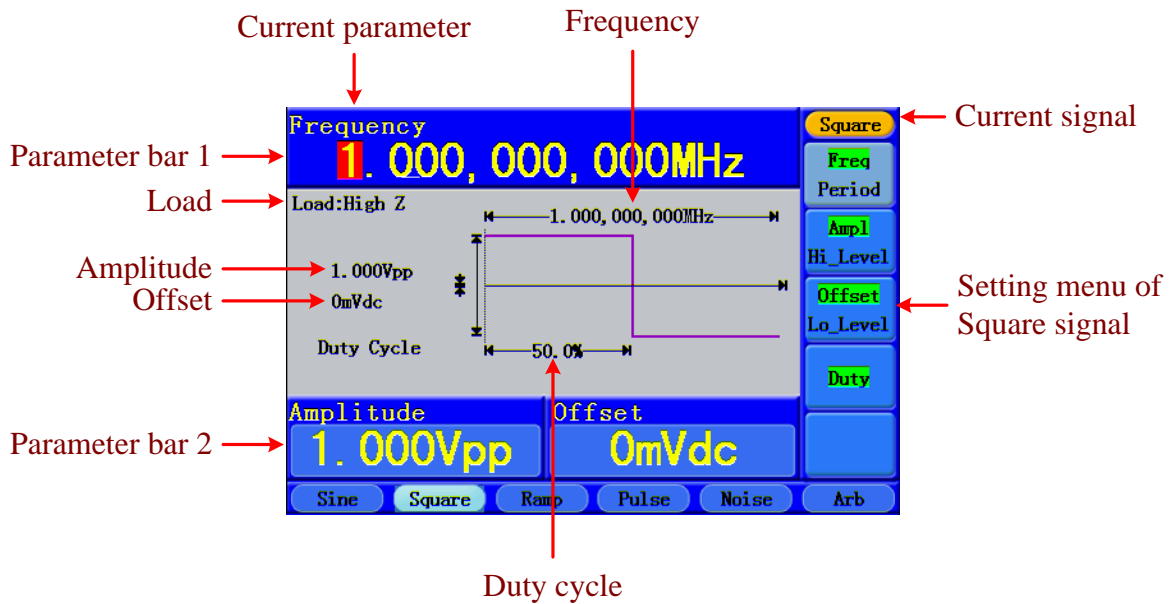 Current parameter
Frequency
Current signal
Parameter bar 1
Load
Amplitude
Offset
Parameter bar 2
Setting menu of
Square signal
Duty cycle
Frequency
1.000,000,000MHz
Load:High Z
1.000,000,000MHz
1.000Vpp
0mVdc
Duty Cycle
50.0%
Amplitude
1.000Vpp
Offset
0mVdc
Square
Freq
Period
Ampl
Hi_Level
Offset
Lo_Level
Duty
Sine
Square
Ramp
Pulse
Noise
Arb